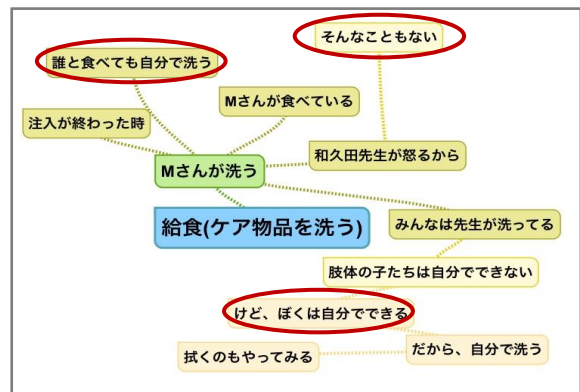 そんなこともない
誰と食べても自分で洗う
Mさんが食べている
注入が終わった時
和久田先生が怒るから
Mさんが洗う
給食(ケア物品を洗う)
みんなは先生が洗ってる
肢体の子たちは自分でできない
けど、ぼくは自分でできる
だから、自分で洗う
拭くのもやってみる